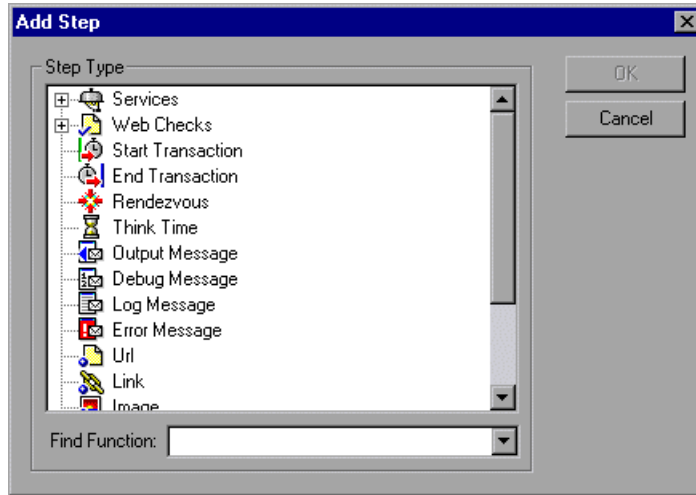 Add Step
Step Type
OK
Cancel
Services
Web Checks
Start Transaction
End Transaction
Rendezvous
Think Time
Output Message
Debug Message
Log Message
Error Message
Url
Link
Image
Find Function: